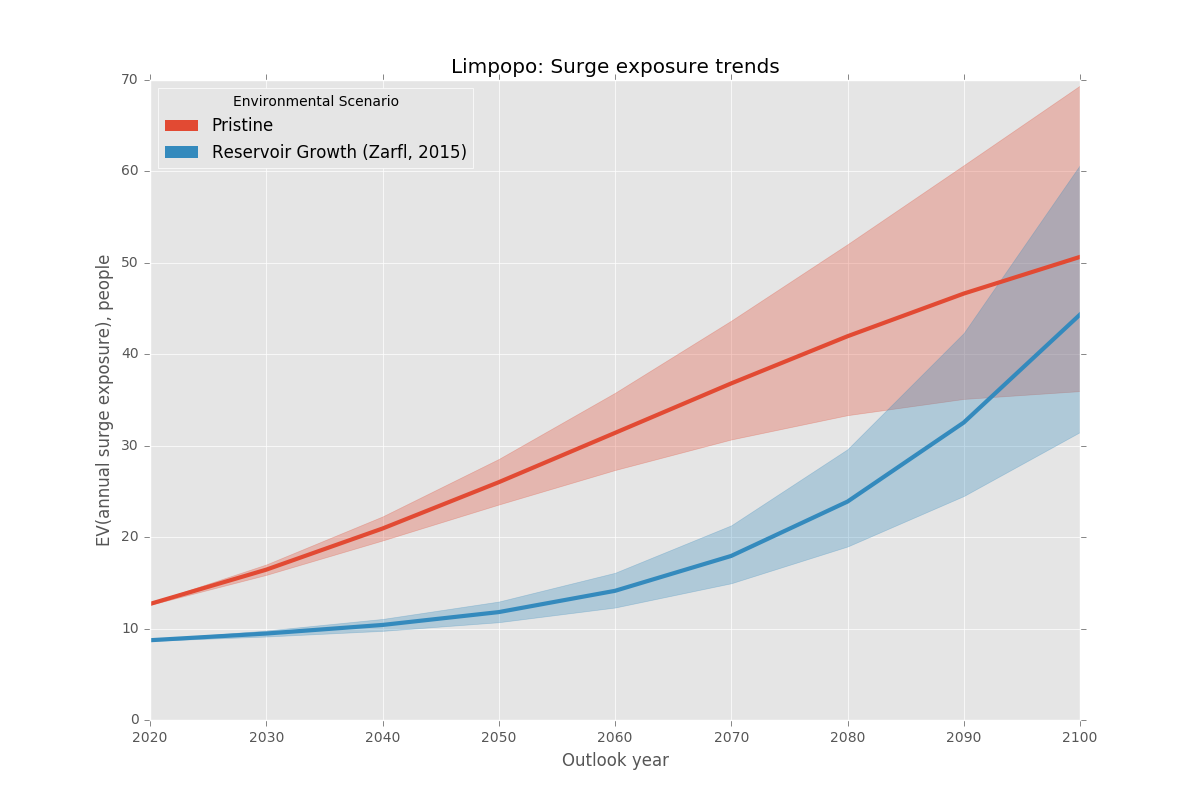 Limpopo: Surge exposure trends
70
Environmental Scenario
Pristine
Reservoir Growth (Zarfl, 2015)
60
50
40
30
20
10
0
EV(annual surge exposure), people
2020 2030 2040 2050 2060 2070 2080 2090 2100
Outlook year